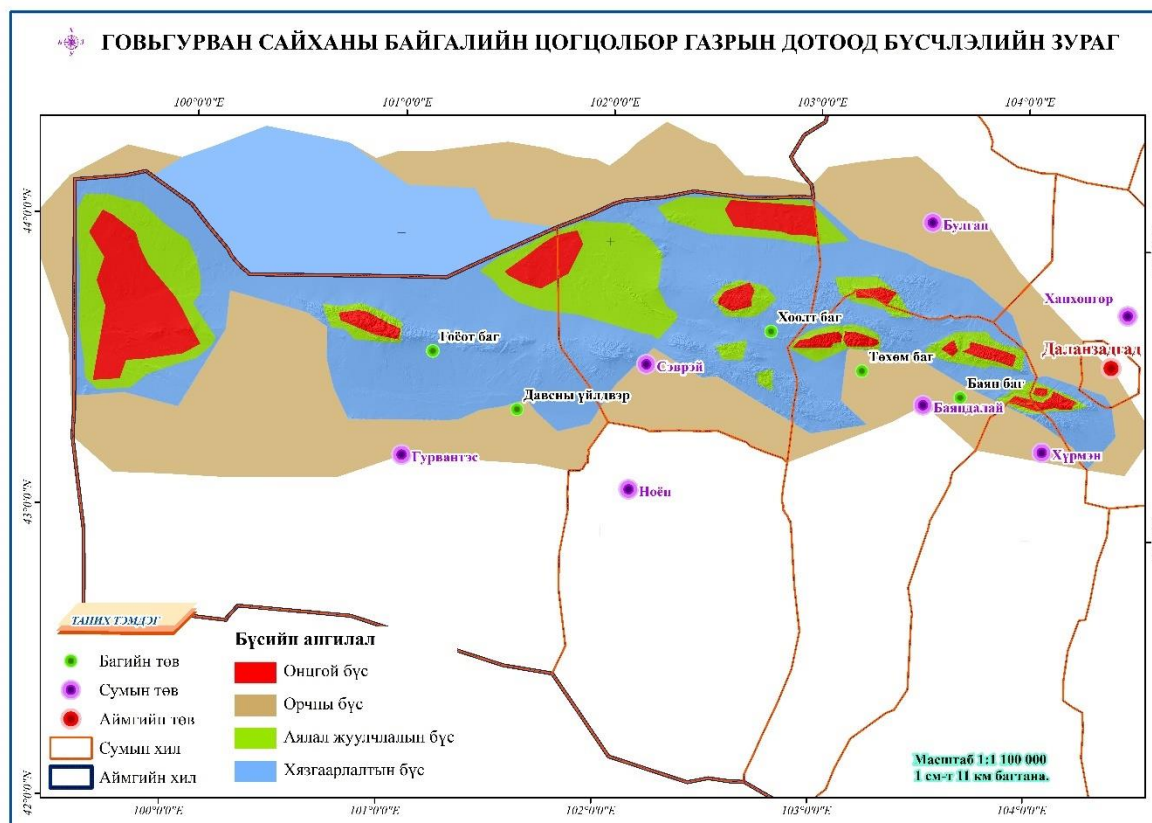 ГОВЬГУРВАН САЙХАНЫ БАЙГАЛИЙН ЦОГЦОЛБОР ГАЗРЫН ДОТООД БҮСЧЛЭЛИЙН ЗУРАГ
100°0'0"E
101°0'0"E
102°0'0"E
103°0'0"E
104°0'0"E
44°0'0"N
43°0'0"N
42°0'0"N
Булган
Ханхонгор
Хоолт баг
Гоёот баг
Даланзадгад
Төхөм баг
Сэврэй
Баян баг
Давсны үйлдвэр
Баяндалай
Гурвантэс
Хүрмэн
Ноён
ТАНИХ ТЭМДЭГ
Багийн төв
Сумын төв
Аймгийн төв
Сумын хил
Аймгийн хил
Бүсийн ангилал
Онцгой бүс
Орчны бүс
Аялал жуулчлалын бүс
Хязгаарлалтын бүс
Масштаб 1:1 100 000
1 см-т 11 км багтана.
100°0'0"E
101°0'0"E
102°0'0"E
103°0'0"E
104°0'0"E